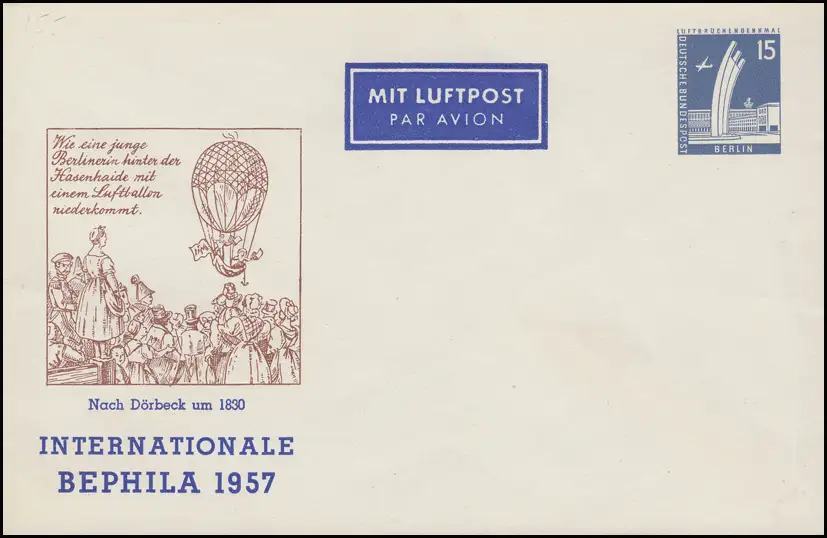 LUFTBRÜCKENDENKMAL
DEUTSCHE BUNDESPOST
15
BERLIN
MIT LUFTPOST
PAR AVION
Wie eine junge
Berlinerin hinter der
Hasenhaide mit
einem Luftballon
niederkommt.
Nach Dörbeck um 1830
INTERNATIONALE
BEPHILA 1957